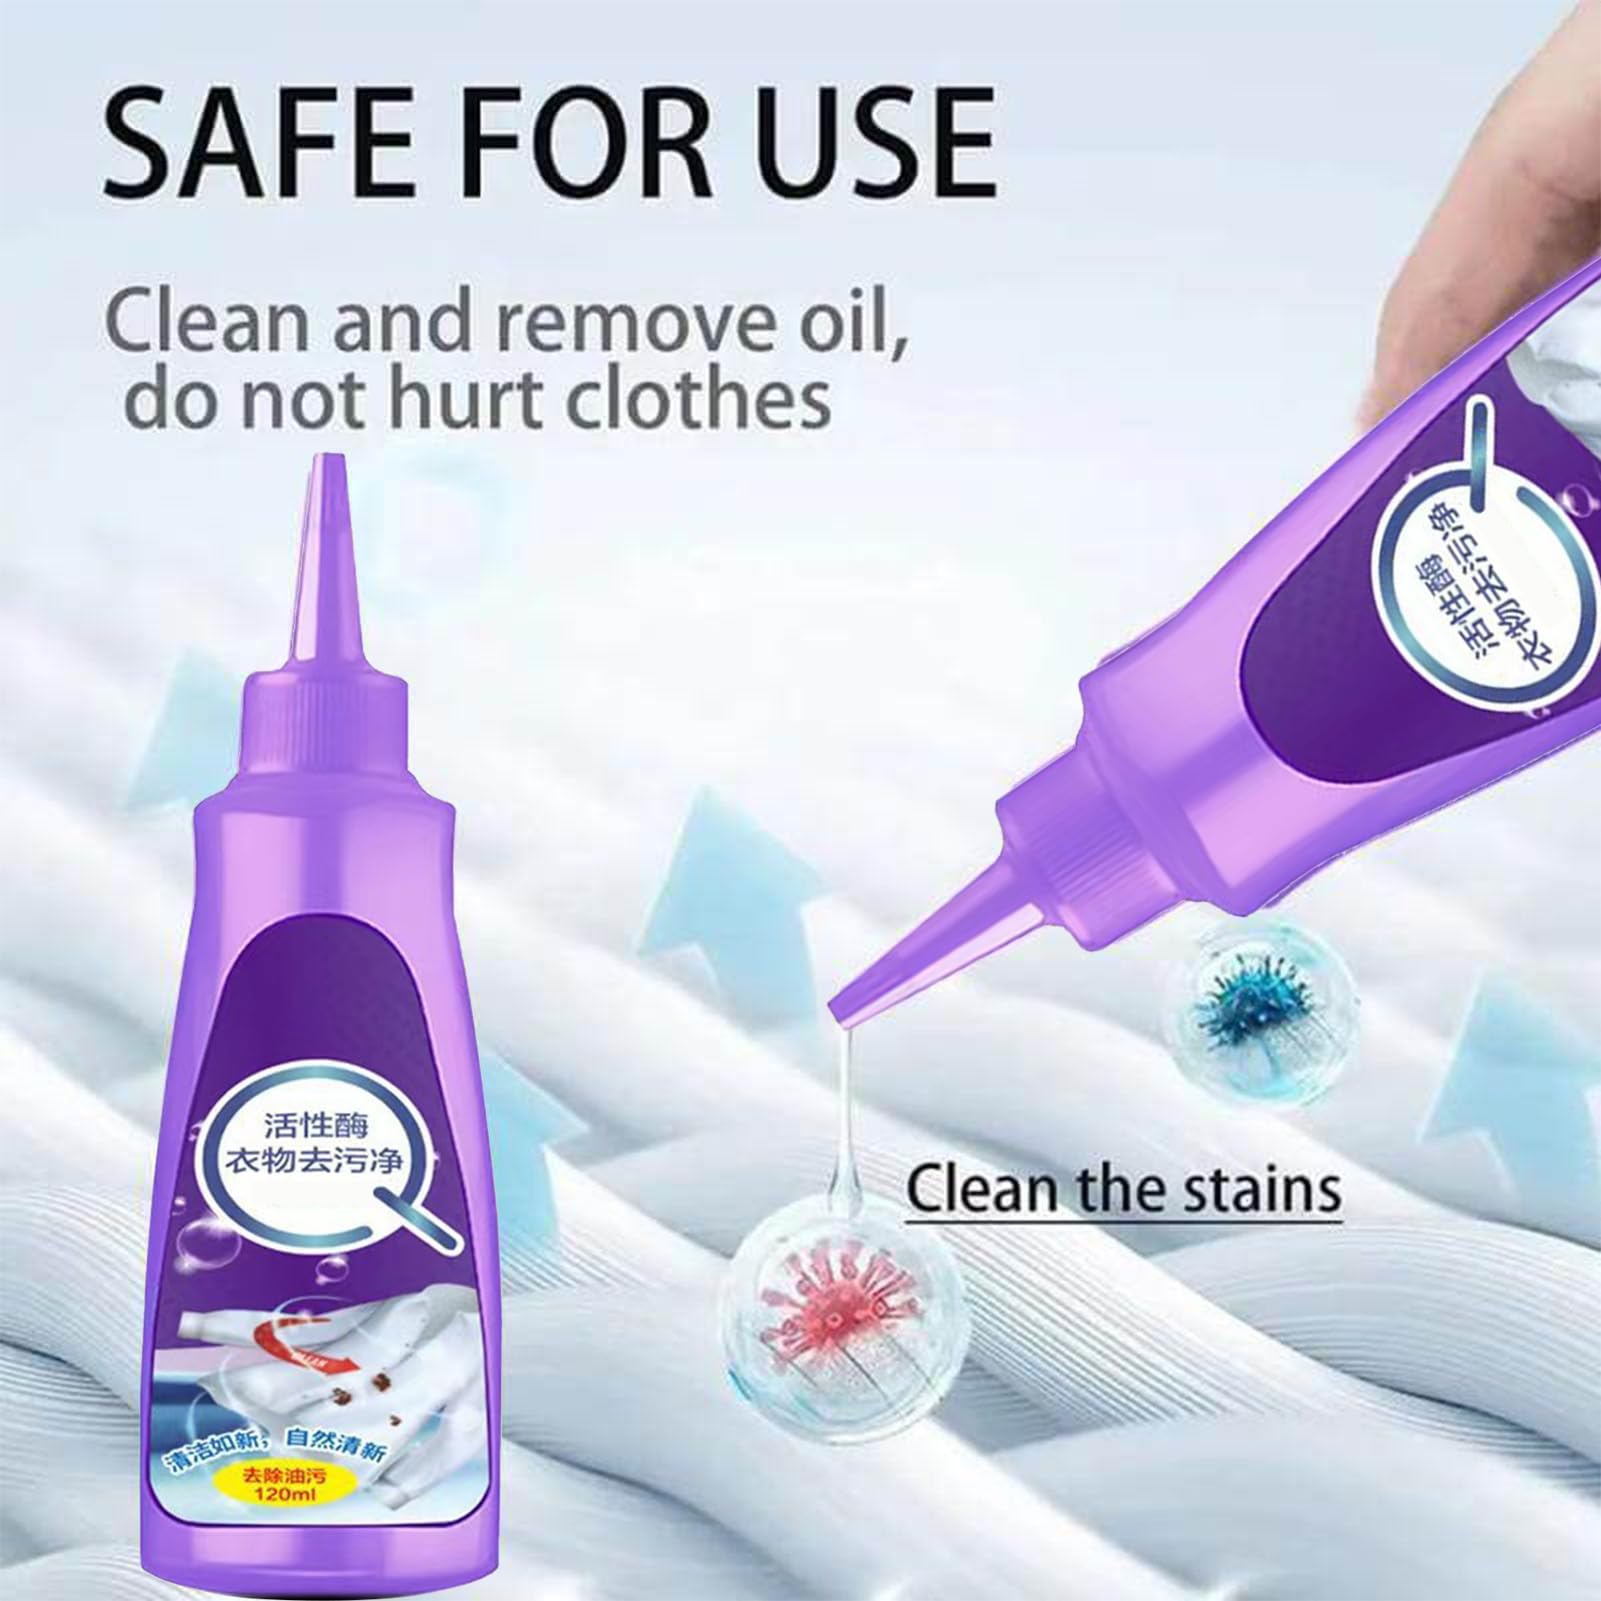 SAFE FOR USE
Clean and remove oil,
do not hurt clothes
活性酶
衣物去污净
活性酶
衣物去污净
Clean the stains
清洁如新，自然清新
去除油污
120ml